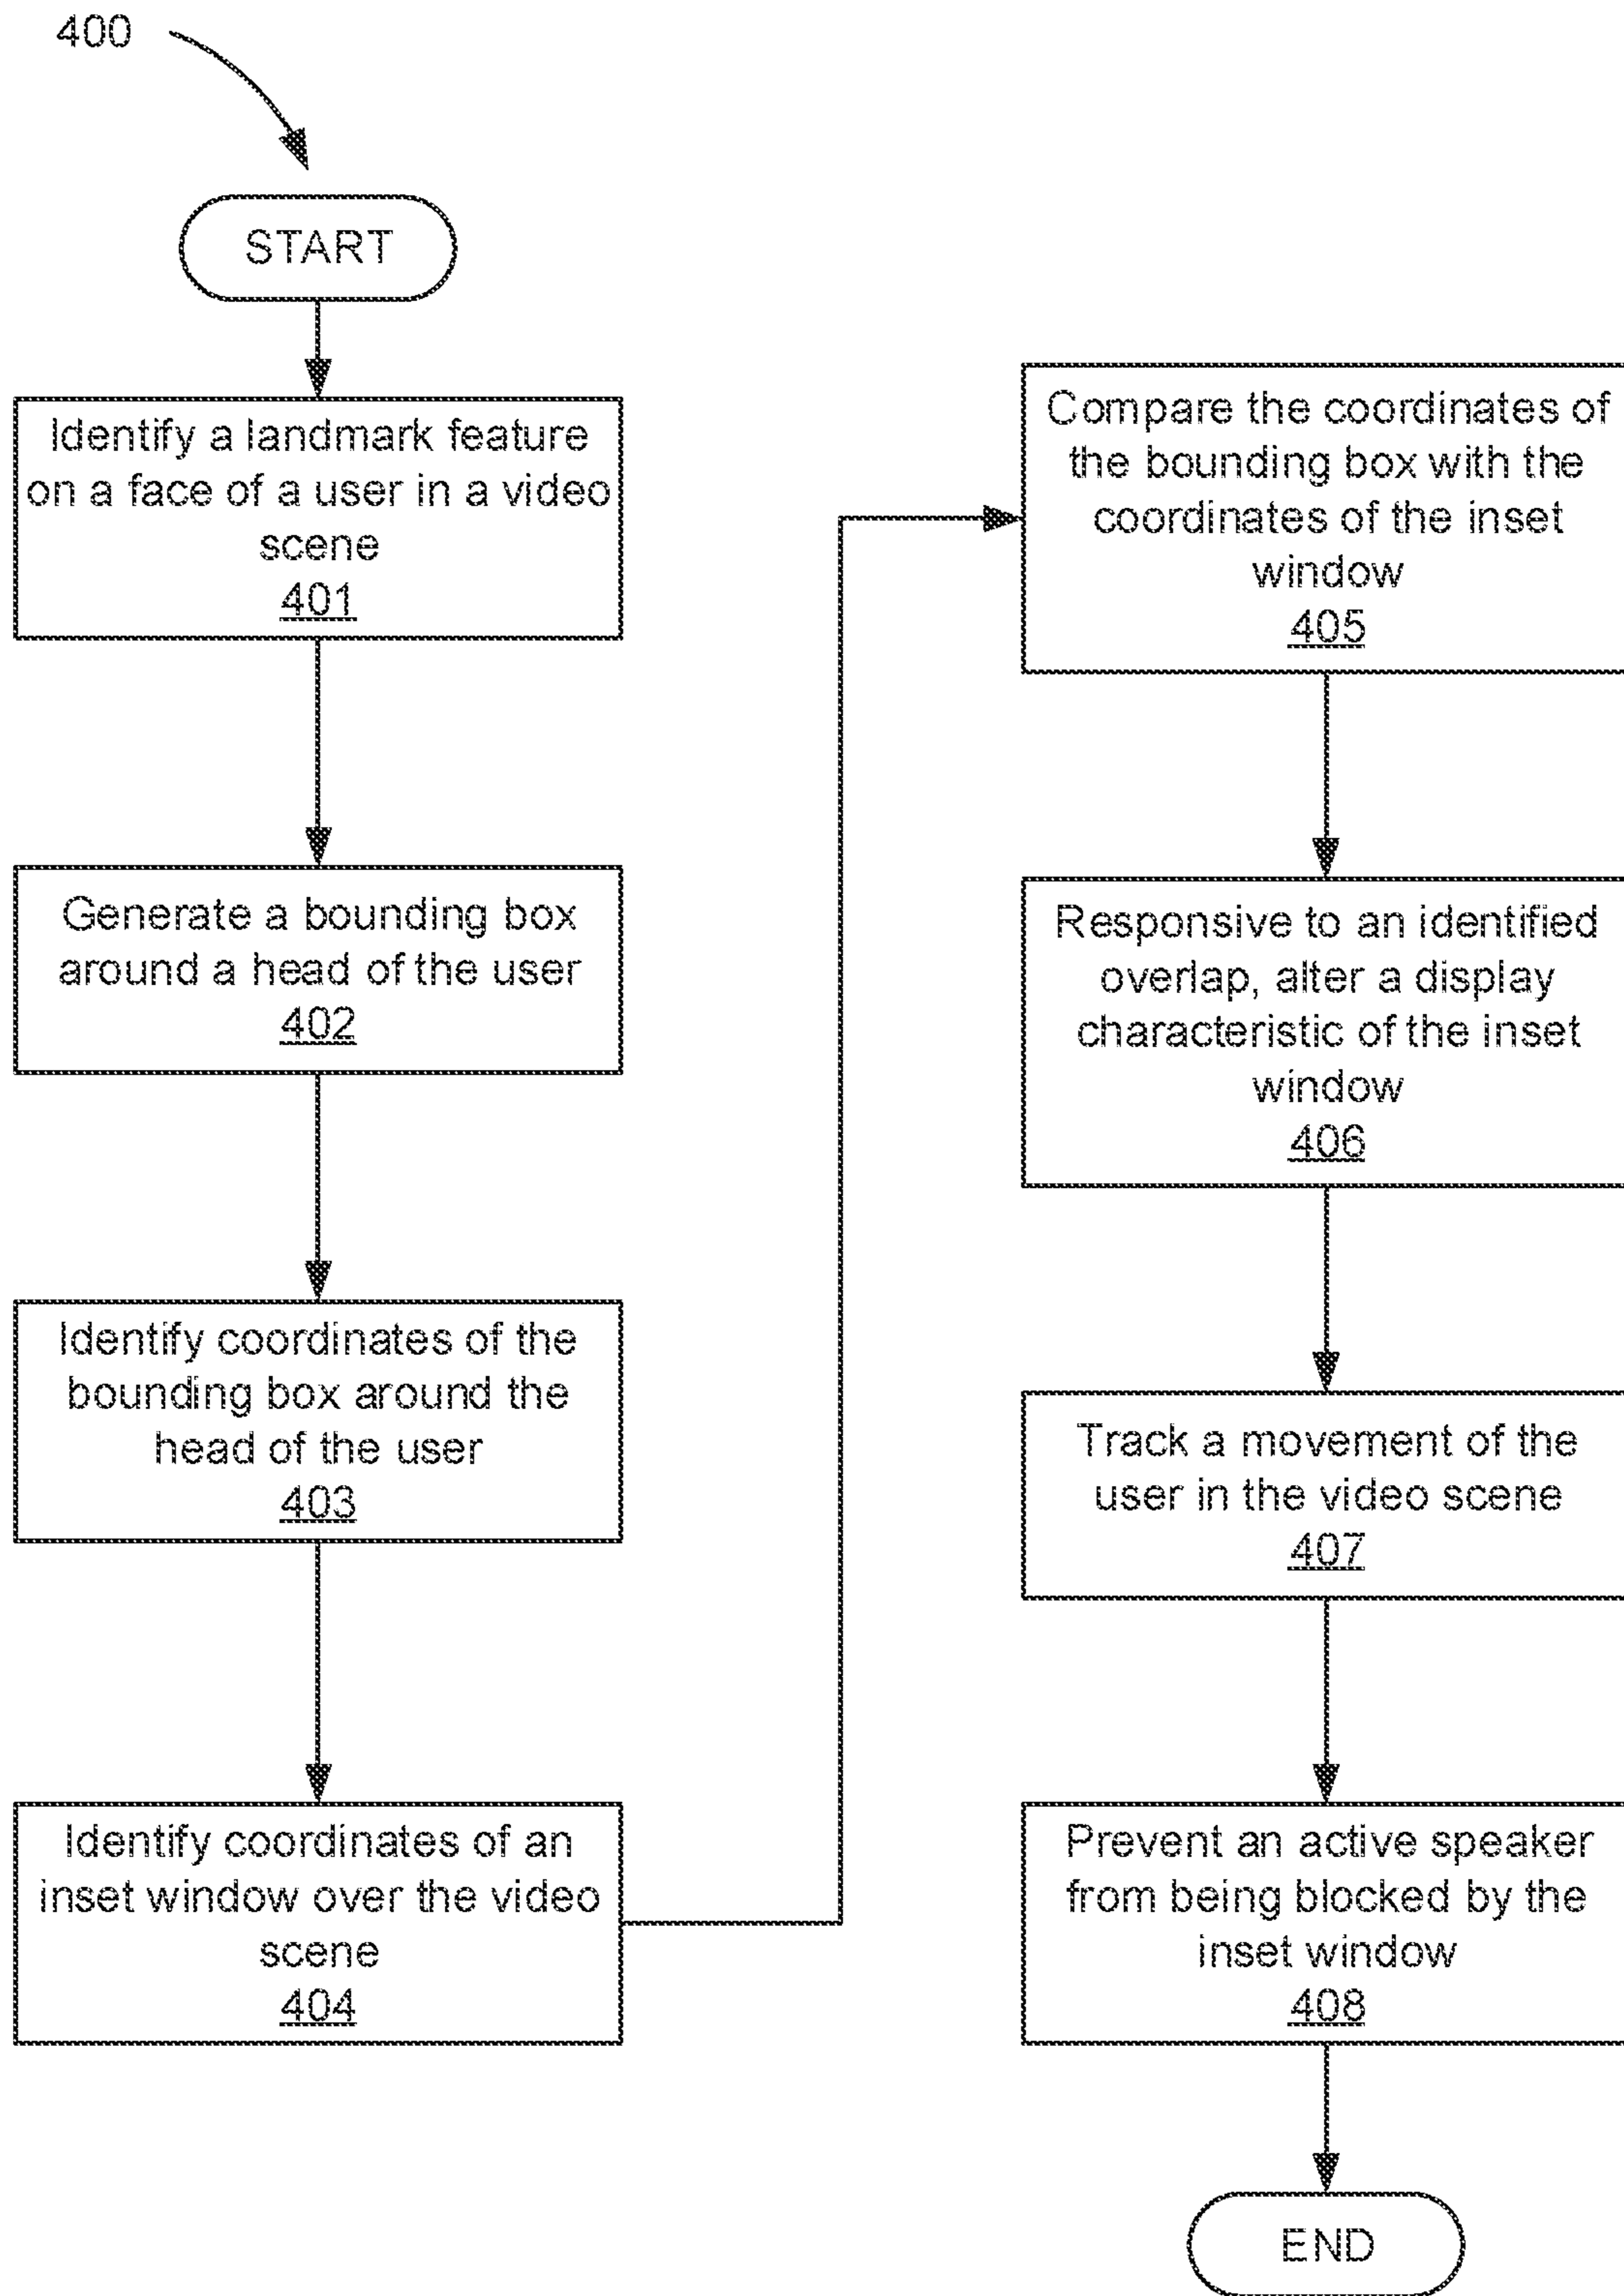 400
START
Identify a landmark feature
on a face of a user in a video
scene
401
Generate a bounding box
around a head of the user
402
Identify coordinates of the
bounding box around the
head of the user
403
Identify coordinates of an
inset window over the video
scene
404
Compare the coordinates of
the bounding box with the
coordinates of the inset
window
405
Responsive to an identified
overlap, alter a display
characteristic of the inset
window
406
Track a movement of the
user in the video scene
407
Prevent an active speaker
from being blocked by the
inset window
408
END